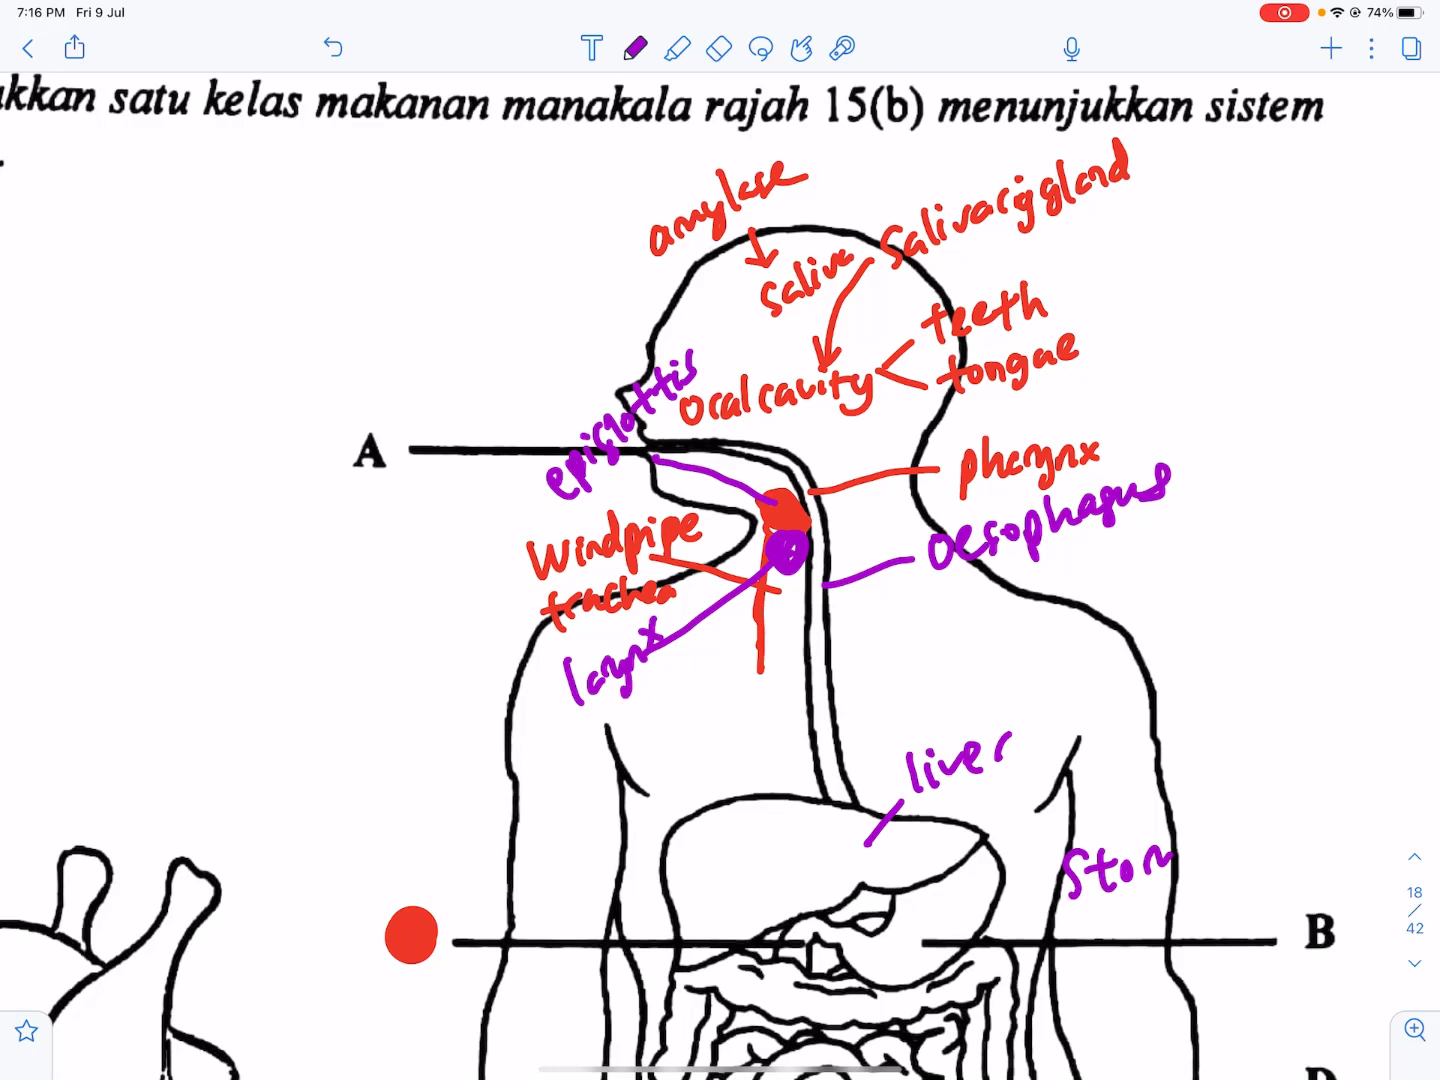 7:16 PM Fri 9 Jul
74%
kkan satu kelas makanan manakala rajah 15(b) menunjukkan sistem
amylase
Salivary gland
Saliva
teeth
tongue
Oral cavity
epiglottis
A
pharynx
Oesophagus
Windpipe
trachea
larynx
liver
Stom
18
/
42
B